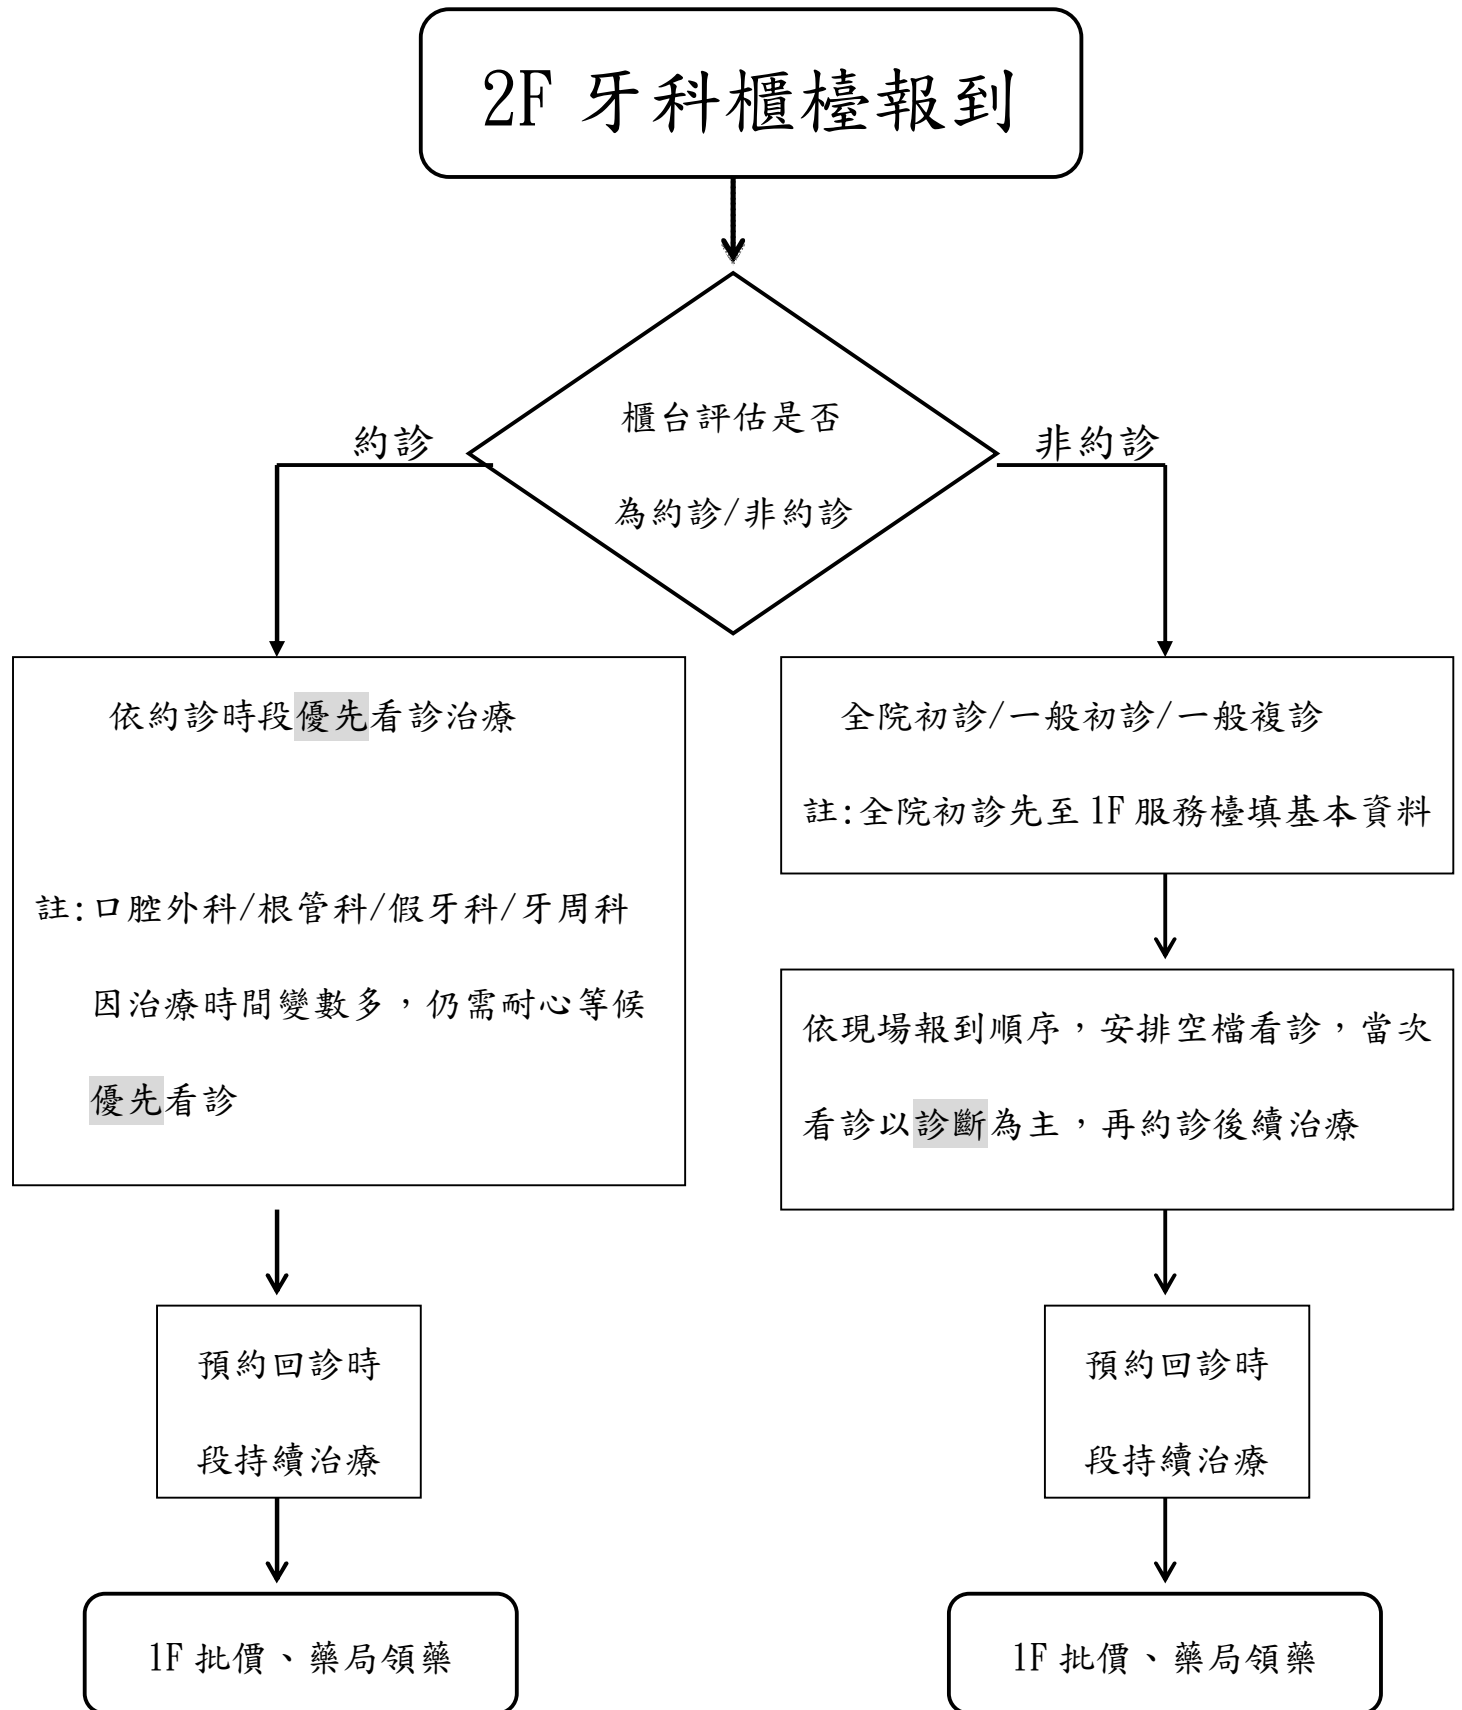 2F 牙科櫃檯報到
櫃台評估是否
為約診/非約診
約診
非約診
依約診時段優先看診治療
註:口腔外科/根管科/假牙科/牙周科
因治療時間變數多，仍需耐心等候
優先看診
預約回診時
段持續治療
1F 批價、藥局領藥
全院初診/一般初診/一般複診
註:全院初診先至 1F 服務檯填基本資料
依現場報到順序，安排空檔看診，當次
看診以診斷為主，再約診後續治療
預約回診時
段持續治療
1F 批價、藥局領藥